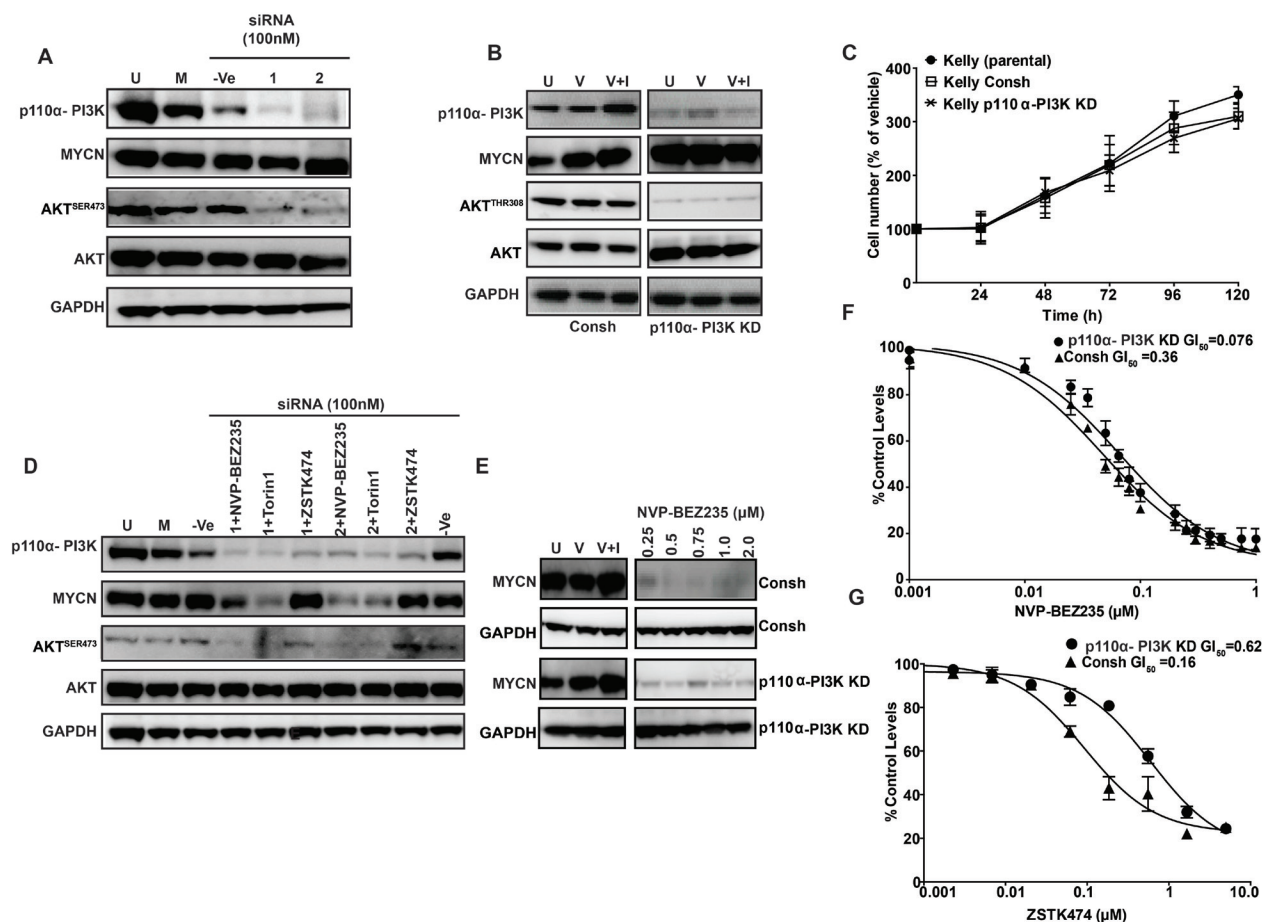 A
siRNA
(100nM)
U M -Ve 1 2
p110α- PI3K
MYCN
AKTSER473
AKT
GAPDH
B
U V V+I U V V+I
p110α- PI3K
MYCN
AKTTHR308
AKT
GAPDH
Consh p110α- PI3K KD
C
Kelly (parental)
Kelly Consh
Kelly p110 α-PI3K KD
Cell number (% of vehicle)
400
300
200
100
0
24 48 72 96 120
Time (h)
D
siRNA (100nM)
U M -Ve 1+NVP-BEZ235 1+Torin1 1+ZSTK474 2+NVP-BEZ235 2+Torin1 2+ZSTK474 -Ve
p110α- PI3K
MYCN
AKTSER473
AKT
GAPDH
E
NVP-BEZ235 (µM)
U V V+I 0.25 0.5 0.75 1.0 2.0
MYCN Consh
GAPDH Consh
MYCN p110 α-PI3K KD
GAPDH p110 α-PI3K KD
F
p110α- PI3K KD GI50=0.076
Consh GI50 =0.36
% Control Levels
100
80
60
40
20
0
0.001 0.01 0.1 1
NVP-BEZ235 (µM)
G
p110α- PI3K KD GI50=0.62
Consh GI50 =0.16
% Control Levels
100
80
60
40
20
0
0.001 0.01 0.1 1 10.0
ZSTK474 (µM)